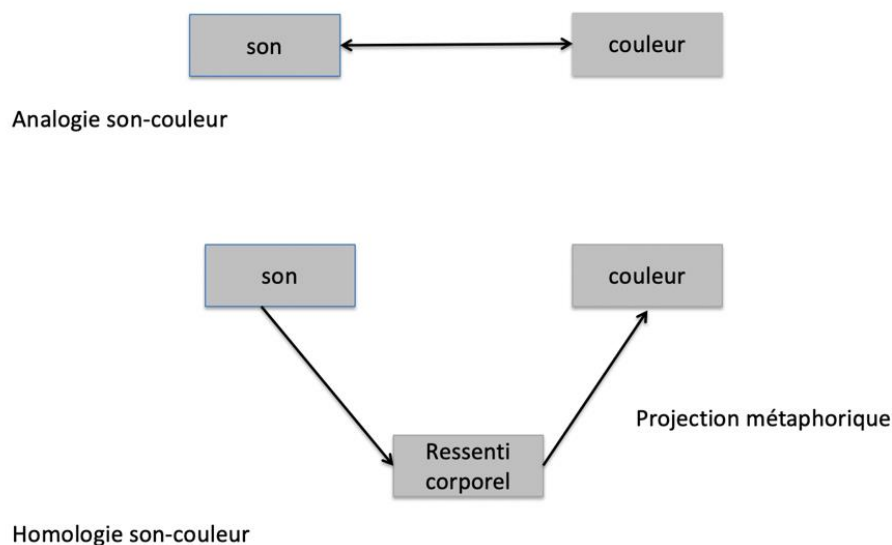 son
couleur
Analogie son-couleur
son
couleur
Projection métaphorique
Ressenti
corporel
Homologie son-couleur